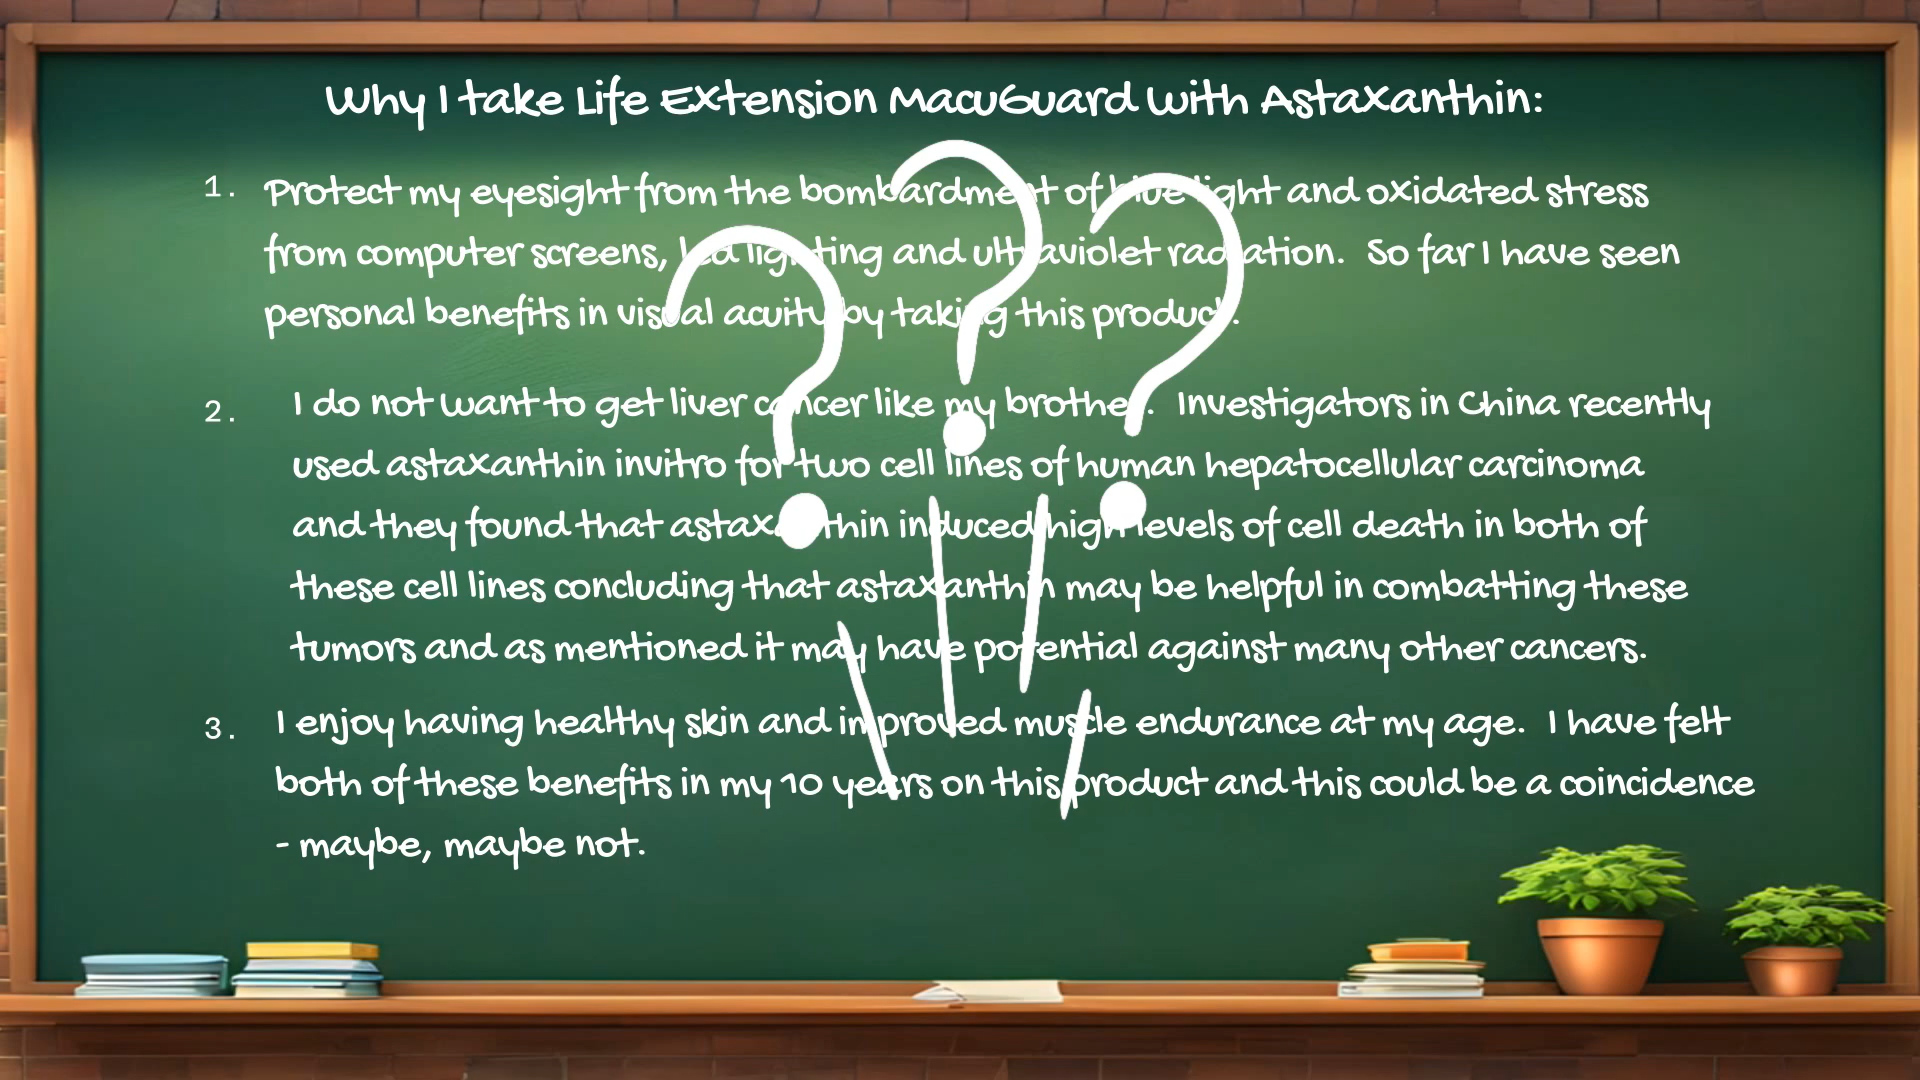 Why I take Life Extension MacuGuard with Astaxanthin:
1. Protect my eyesight from the bombardment of blue light and oxidated stress
from computer screens, led lighting and ultraviolet radiation. So far I have seen
personal benefits in visual acuity by taking this product.
2. I do not want to get liver cancer like my brother. Investigators in China recently
used astaxanthin invitro for two cell lines of human hepatocellular carcinoma
and they found that astaxanthin induced high levels of cell death in both of
these cell lines concluding that astaxanthin may be helpful in combatting these
tumors and as mentioned it may have potential against many other cancers.
3. I enjoy having healthy skin and improved muscle endurance at my age. I have felt
both of these benefits in my 10 years on this product and this could be a coincidence
- maybe, maybe not.